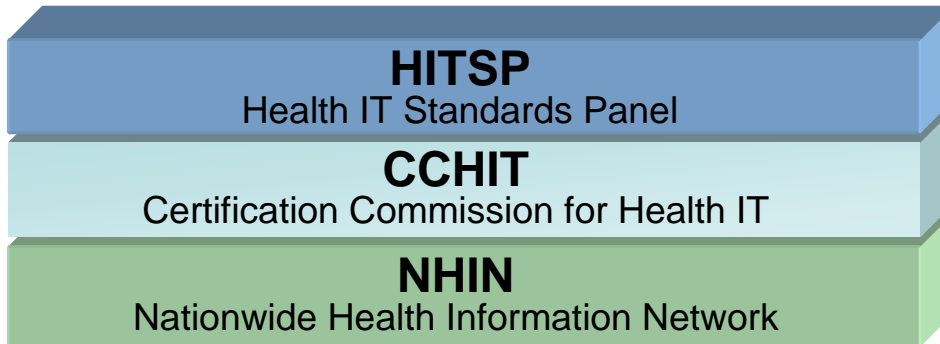 HITSP
Health IT Standards Panel
CCHIT
Certification Commission for Health IT
NHIN
Nationwide Health Information Network